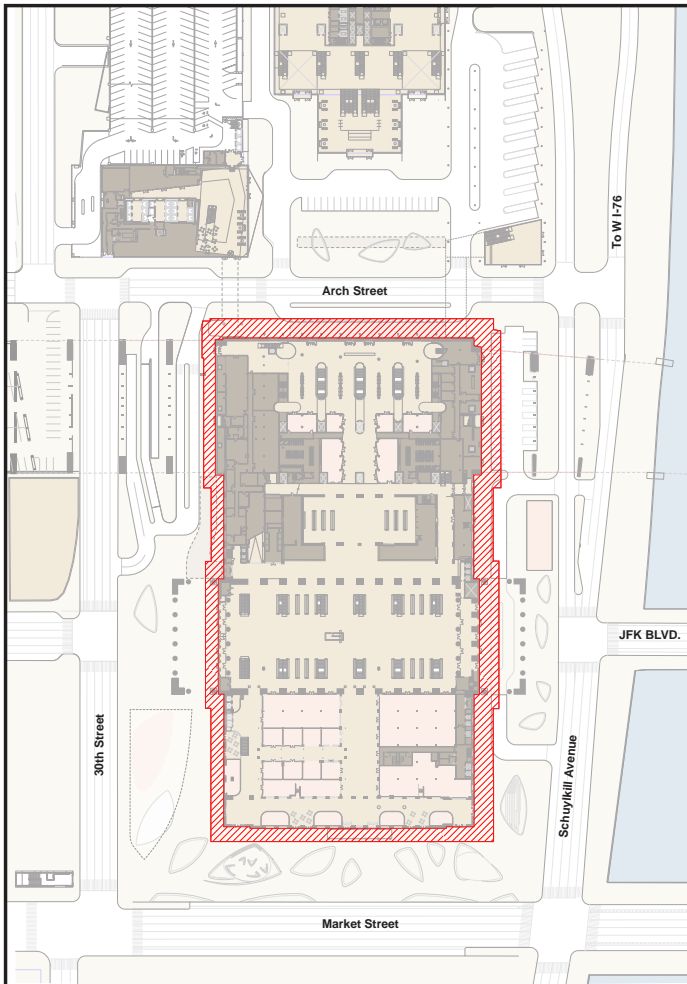 To W I-76
Arch Street
JFK BLVD.
30th Street
Schuylkill Avenue
Market Street